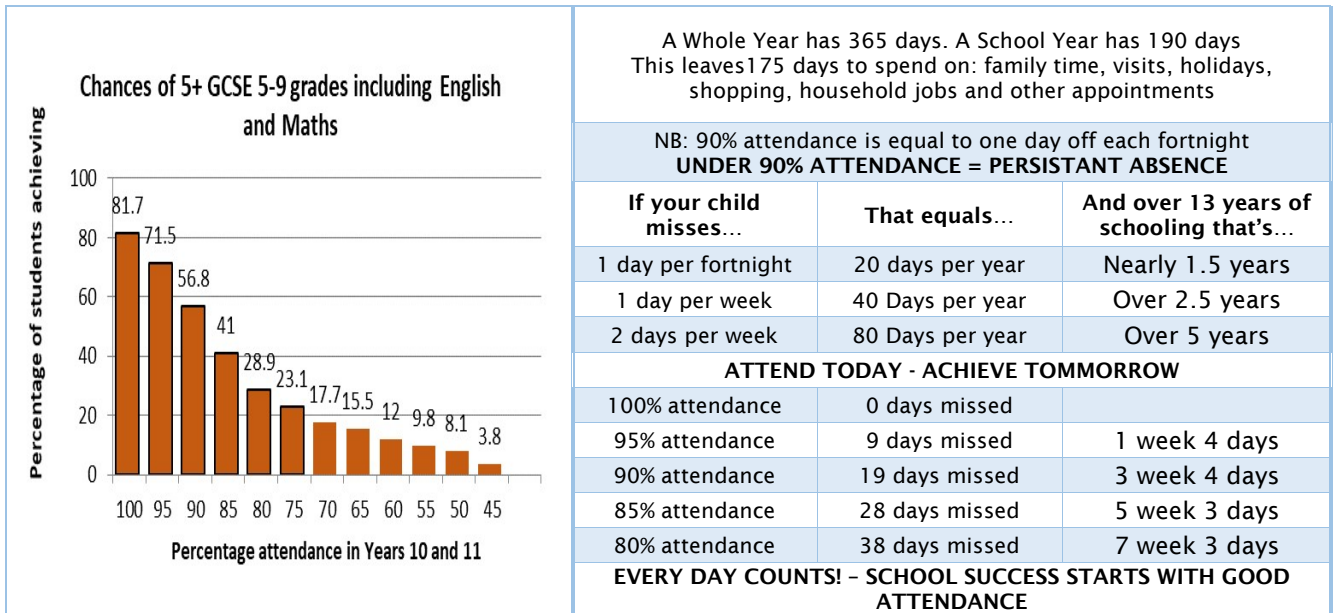 Chances of 5+ GCSE 5-9 grades including English
and Maths
Percentage of students achieving
100
80
60
40
20
0
81.7
71.5
56.8
41
28.9
23.1
17.7
15.5
12
9.8
8.1
3.8
100 95 90 85 80 75 70 65 60 55 50 45
Percentage attendance in Years 10 and 11
A Whole Year has 365 days. A School Year has 190 days
This leaves175 days to spend on: family time, visits, holidays,
shopping, household jobs and other appointments
NB: 90% attendance is equal to one day off each fortnight
UNDER 90% ATTENDANCE = PERSISTANT ABSENCE
If your child
misses...
That equals...
And over 13 years of
schooling that's...
1 day per fortnight 20 days per year Nearly 1.5 years
1 day per week 40 Days per year Over 2.5 years
2 days per week 80 Days per year Over 5 years
ATTEND TODAY - ACHIEVE TOMMORROW
100% attendance 0 days missed
95% attendance 9 days missed 1 week 4 days
90% attendance 19 days missed 3 week 4 days
85% attendance 28 days missed 5 week 3 days
80% attendance 38 days missed 7 week 3 days
EVERY DAY COUNTS! – SCHOOL SUCCESS STARTS WITH GOOD
ATTENDANCE